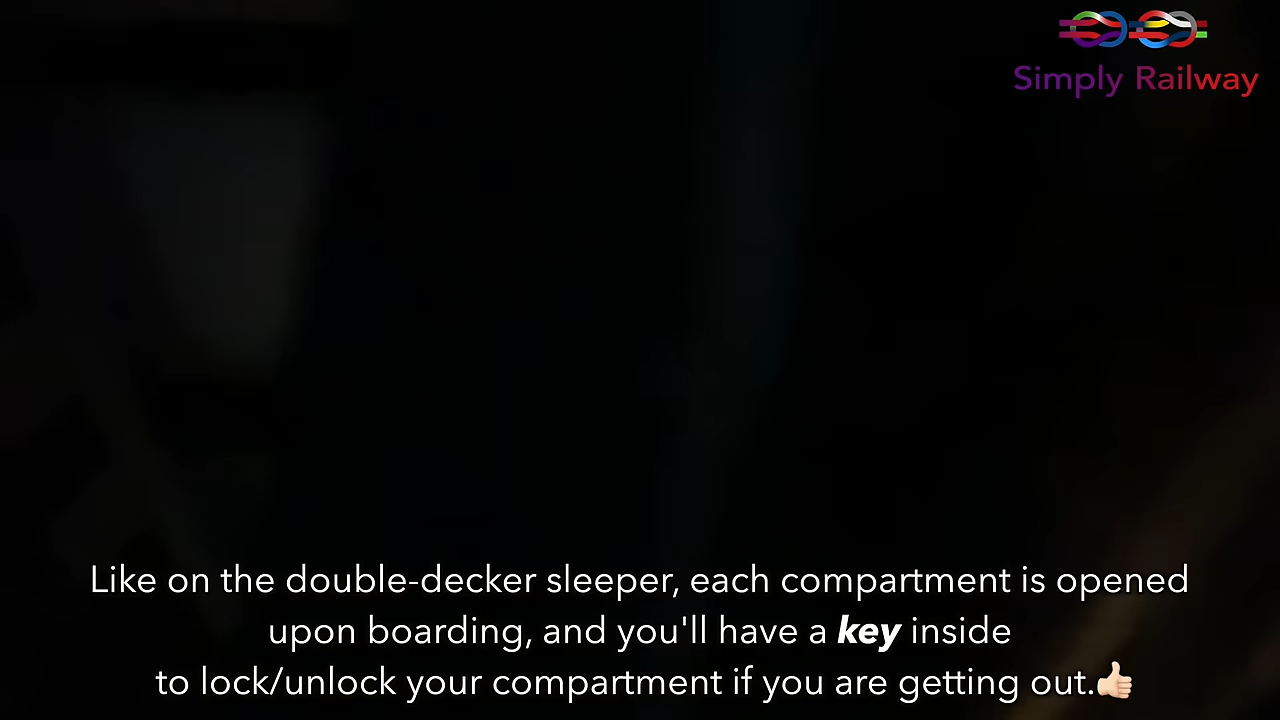 Simply Railway
Like on the double-decker sleeper, each compartment is opened
upon boarding, and you'll have a key inside
to lock/unlock your compartment if you are getting out.👍🏻